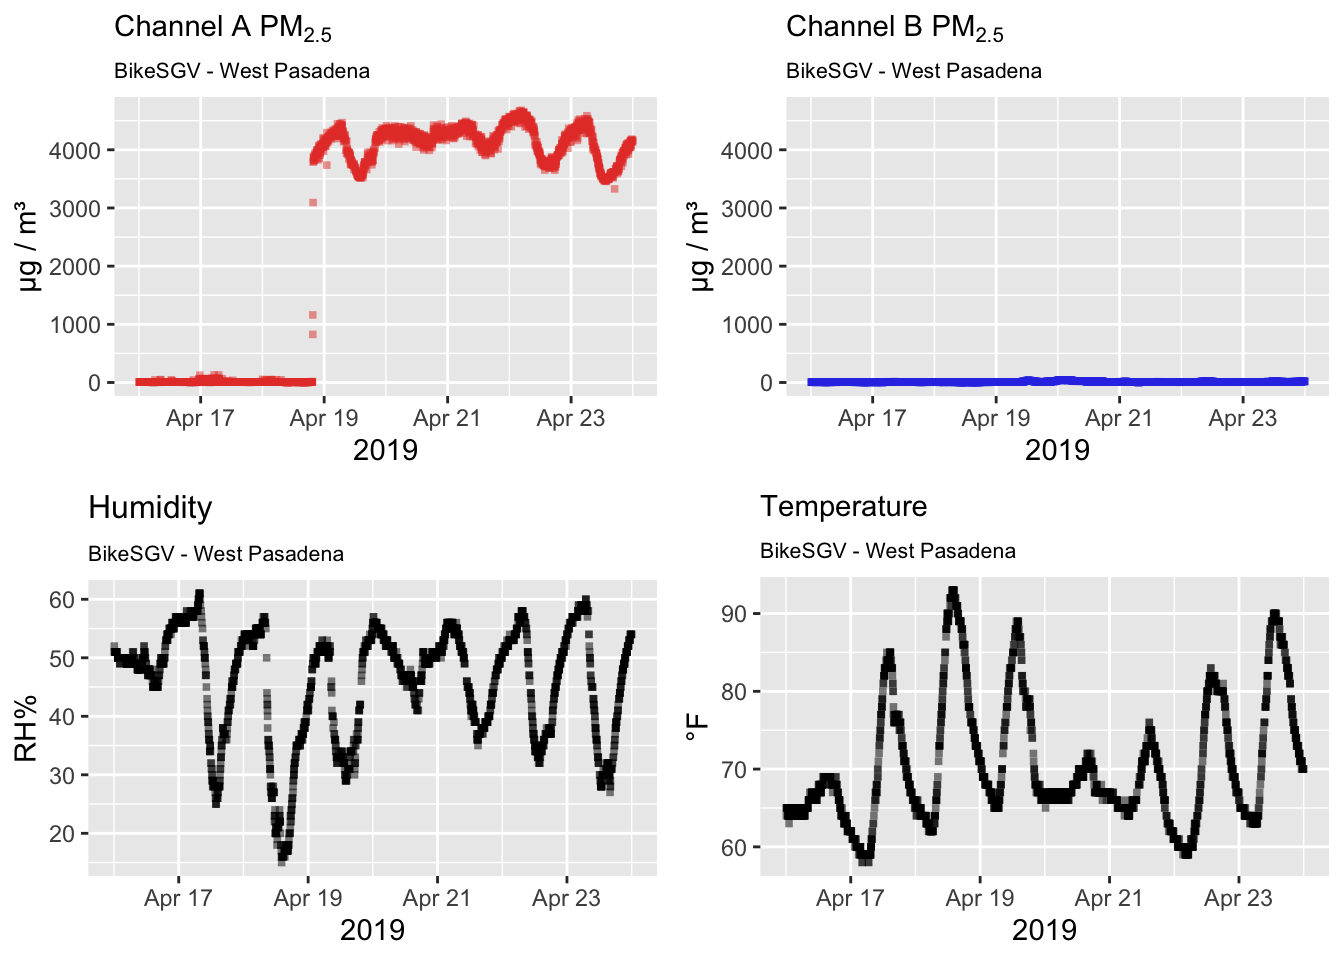 Channel A PM2.5
BikeSGV - West Pasadena
µg / m³
4000
3000
2000
1000
0
Apr 17 Apr 19 Apr 21 Apr 23
2019
Channel B PM2.5
BikeSGV - West Pasadena
µg / m³
4000
3000
2000
1000
0
Apr 17 Apr 19 Apr 21 Apr 23
2019
Humidity
BikeSGV - West Pasadena
RH%
60
50
40
30
20
Apr 17 Apr 19 Apr 21 Apr 23
2019
Temperature
BikeSGV - West Pasadena
°F
90
80
70
60
Apr 17 Apr 19 Apr 21 Apr 23
2019